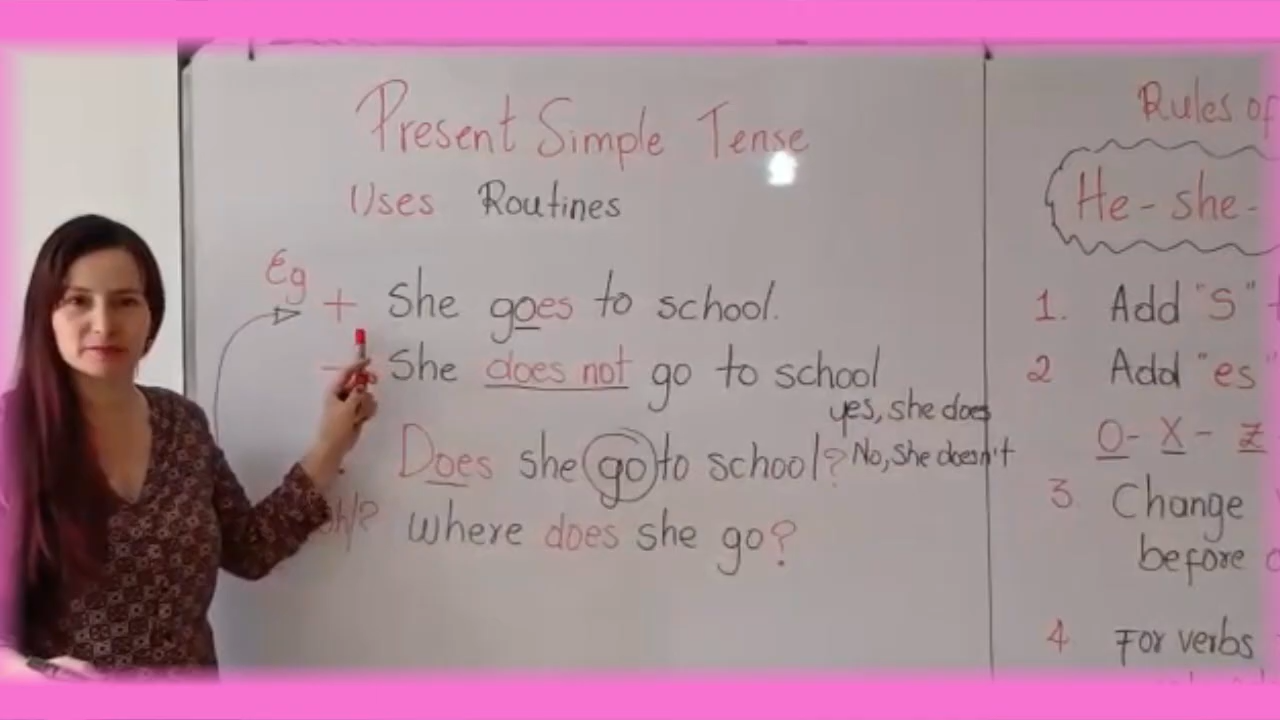 Present Simple Tense
Uses Routines
Eg + She goes to school.
- She does not go to school
yes, she does
Does she go to school? No, she doesn't
where does she go?
Rules of
He - she -
1. Add "S"
2 Add "es"
O - X - Z
3. Change
before
4 For verbs